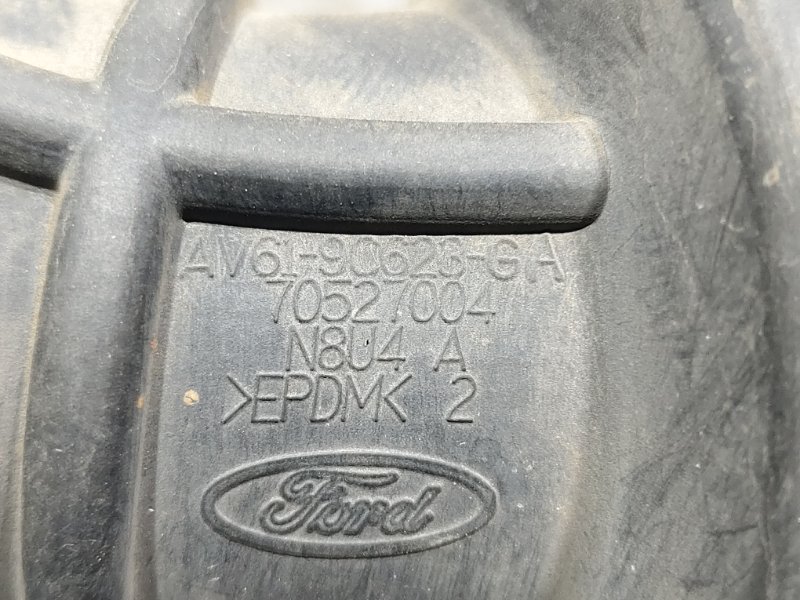 AV61-9C623-GA
70527004
N8U4 A
>EPDM< 2
Ford